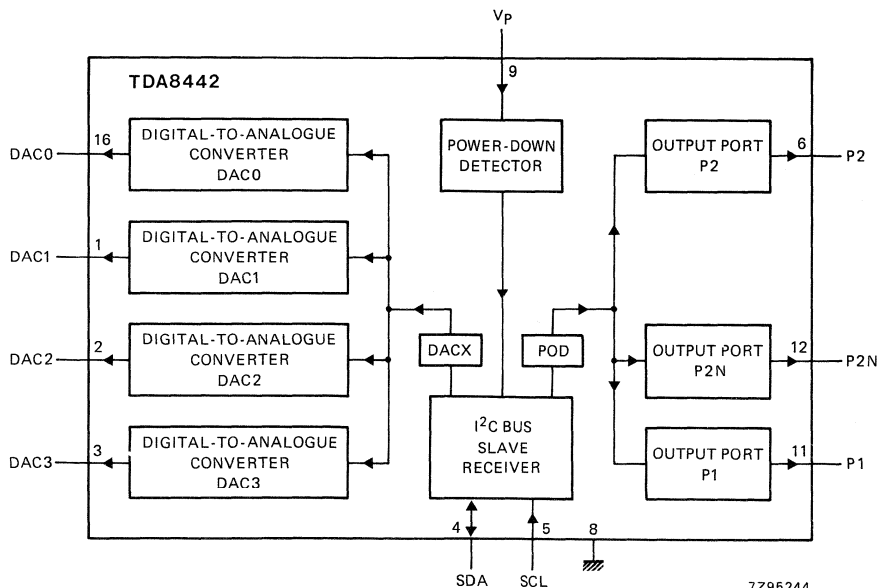 VP
9
TDA8442
DAC0
16
DIGITAL-TO-ANALOGUE
CONVERTER
DAC0
POWER-DOWN
DETECTOR
OUTPUT PORT
P2
6
P2
DAC1
1
DIGITAL-TO-ANALOGUE
CONVERTER
DAC1
DACX
POD
DAC2
2
DIGITAL-TO-ANALOGUE
CONVERTER
DAC2
OUTPUT PORT
P2N
12
P2N
DAC3
3
DIGITAL-TO-ANALOGUE
CONVERTER
DAC3
I²C BUS
SLAVE
RECEIVER
OUTPUT PORT
P1
11
P1
4
5
8
SDA
SCL
7Z95244